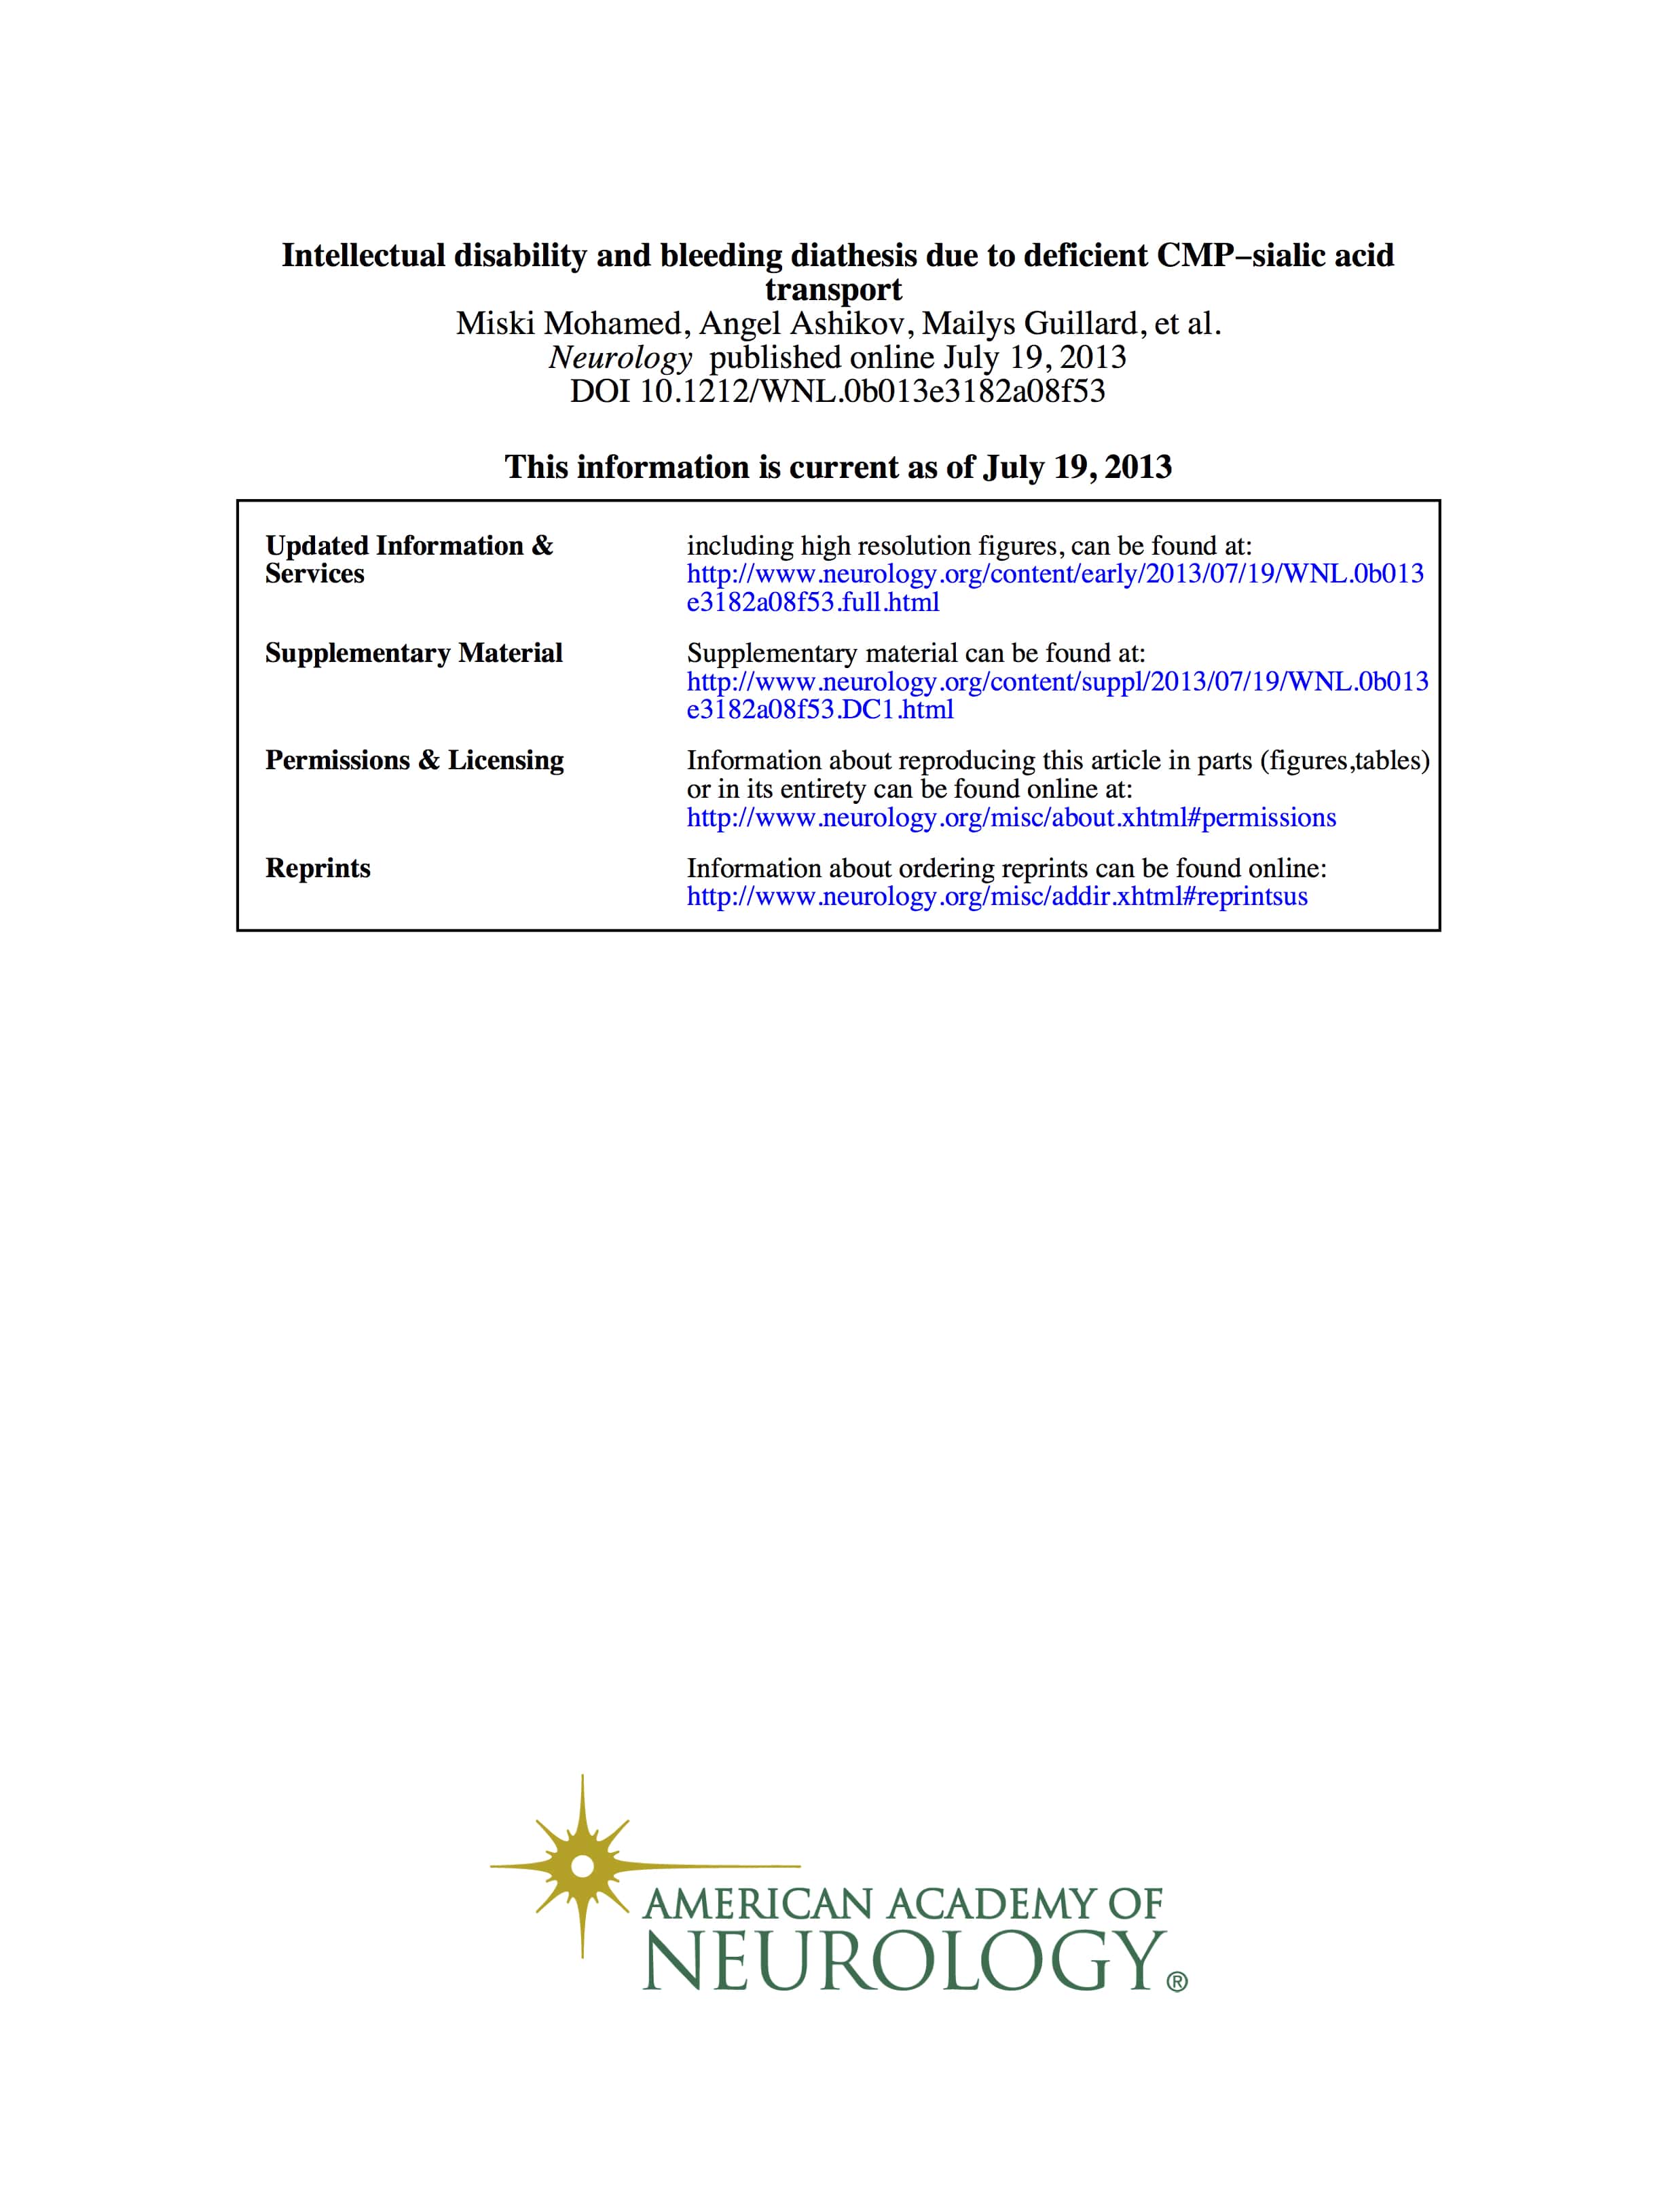 Intellectual disability and bleeding diathesis due to deficient CMP–sialic acid
transport
Miski Mohamed, Angel Ashikov, Mailys Guillard, et al.
Neurology published online July 19, 2013
DOI 10.1212/WNL.0b013e3182a08f53
This information is current as of July 19, 2013
Updated Information &
Services
including high resolution figures, can be found at:
http://www.neurology.org/content/early/2013/07/19/WNL.0b013
e3182a08f53.full.html
Supplementary Material
Supplementary material can be found at:
http://www.neurology.org/content/suppl/2013/07/19/WNL.0b013
e3182a08f53.DC1.html
Permissions & Licensing
Information about reproducing this article in parts (figures,tables)
or in its entirety can be found online at:
http://www.neurology.org/misc/about.xhtml#permissions
Reprints
Information about ordering reprints can be found online:
http://www.neurology.org/misc/addir.xhtml#reprintsus
AMERICAN ACADEMY OF
NEUROLOGY®